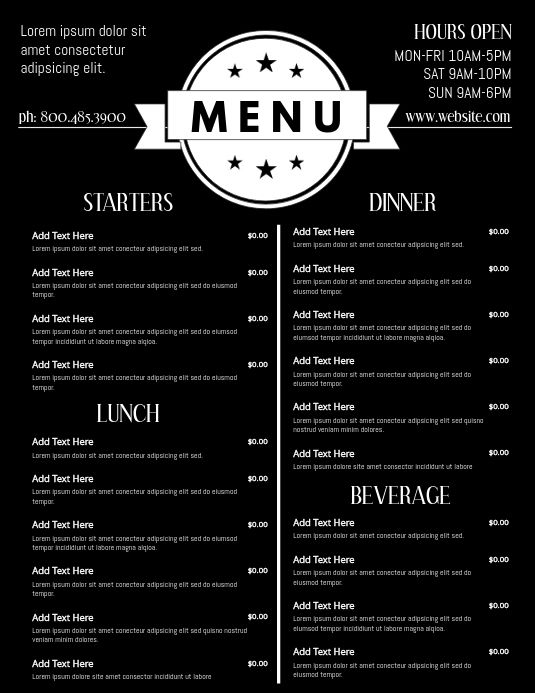 Lorem ipsum dolor sit
amet consectetur
adipsicing elit.
ph: 800.485.3900
HOURS OPEN
MON-FRI 10AM-5PM
SAT 9AM-10PM
SUN 9AM-6PM
www.website.com
MENU
STARTERS
Add Text Here $0.00
Lorem ipsum dolor sit amet conecteur adipsicing elit sed.
Add Text Here $0.00
Lorem ipsum dolor sit amet conecteur adipsicing elit sed do eiusmod
tempor.
Add Text Here $0.00
Lorem ipsum dolor sit amet conecteur adipsicing elit sed do eiumsod
tempor incididunt ut labore magna alqioa.
Add Text Here $0.00
Lorem ipsum dolor sit amet conecteur adipsicing elit sed do eiusmod
tempor.
LUNCH
Add Text Here $0.00
Lorem ipsum dolor sit amet conecteur adipsicing elit sed.
Add Text Here $0.00
Lorem ipsum dolor sit amet conecteur adipsicing elit sed do eiusmod
tempor.
Add Text Here $0.00
Lorem ipsum dolor sit amet conecteur adipsicing elit sed do eiumsod
tempor incididunt ut labore magna alqioa.
Add Text Here $0.00
Lorem ipsum dolor sit amet conecteur adipsicing elit sed do
eiusmod tempor.
Add Text Here $0.00
Lorem ipsum dolor sit amet conecteur adipsicing elit sed quisno nostrud
veniam minim dolores.
Add Text Here $0.00
Lorem ipsum dolore site amet consector incididunt ut labore
DINNER
Add Text Here $0.00
Lorem ipsum dolor sit amet conecteur adipsicing elit sed.
Add Text Here $0.00
Lorem ipsum dolor sit amet conecteur adipsicing elit sed do
eiusmod tempor.
Add Text Here $0.00
Lorem ipsum dolor sit amet conecteur adipsicing elit sed do
eiumsod tempor incididunt ut labore magna alqioa.
Add Text Here $0.00
Lorem ipsum dolor sit amet conecteur adipsicing elit sed do
eiusmod tempor.
Add Text Here $0.00
Lorem ipsum dolor sit amet conecteur adipsicing elit sed quisno
nostrud veniam minim dolores.
Add Text Here $0.00
Lorem ipsum dolore site amet consector incididunt ut labore
BEVERAGE
Add Text Here $0.00
Lorem ipsum dolor sit amet conecteur adipsicing elit sed.
Add Text Here $0.00
Lorem ipsum dolor sit amet conecteur adipsicing elit sed do
eiusmod tempor.
Add Text Here $0.00
Lorem ipsum dolor sit amet conecteur adipsicing elit sed do
eiumsod tempor incididunt ut labore magna alqioa.
Add Text Here $0.00
Lorem ipsum dolor sit amet conecteur adipsicing elit sed do
eiusmod tempor.